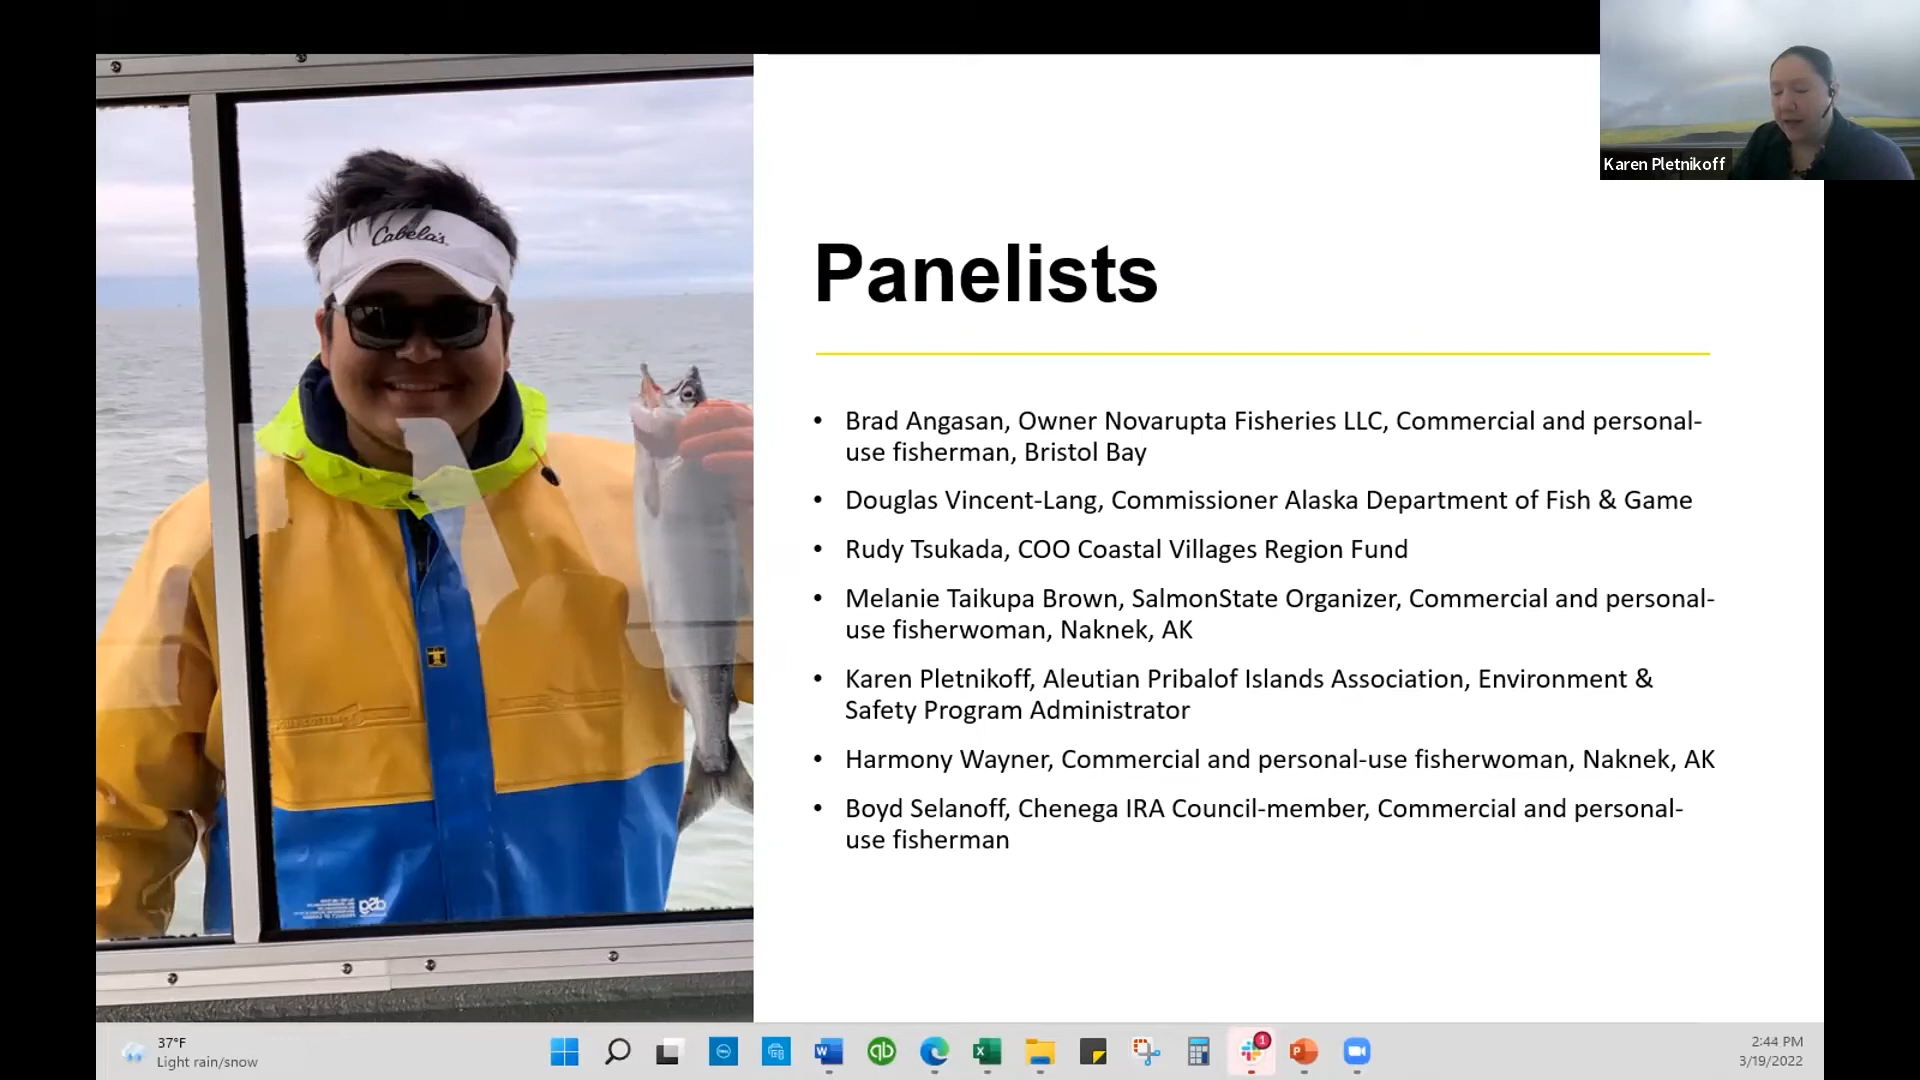 Cabela's
Karen Pletnikoff
Panelists
• Brad Angasan, Owner Novarupta Fisheries LLC, Commercial and personal-
use fisherman, Bristol Bay
• Douglas Vincent-Lang, Commissioner Alaska Department of Fish & Game
• Rudy Tsukada, COO Coastal Villages Region Fund
• Melanie Taikupa Brown, SalmonState Organizer, Commercial and personal-
use fisherwoman, Naknek, AK
• Karen Pletnikoff, Aleutian Pribalof Islands Association, Environment &
Safety Program Administrator
• Harmony Wayner, Commercial and personal-use fisherwoman, Naknek, AK
• Boyd Selanoff, Chenega IRA Council-member, Commercial and personal-
use fisherman
37°F
Light rain/snow
W
qb
X
1
P
2:44 PM
3/19/2022